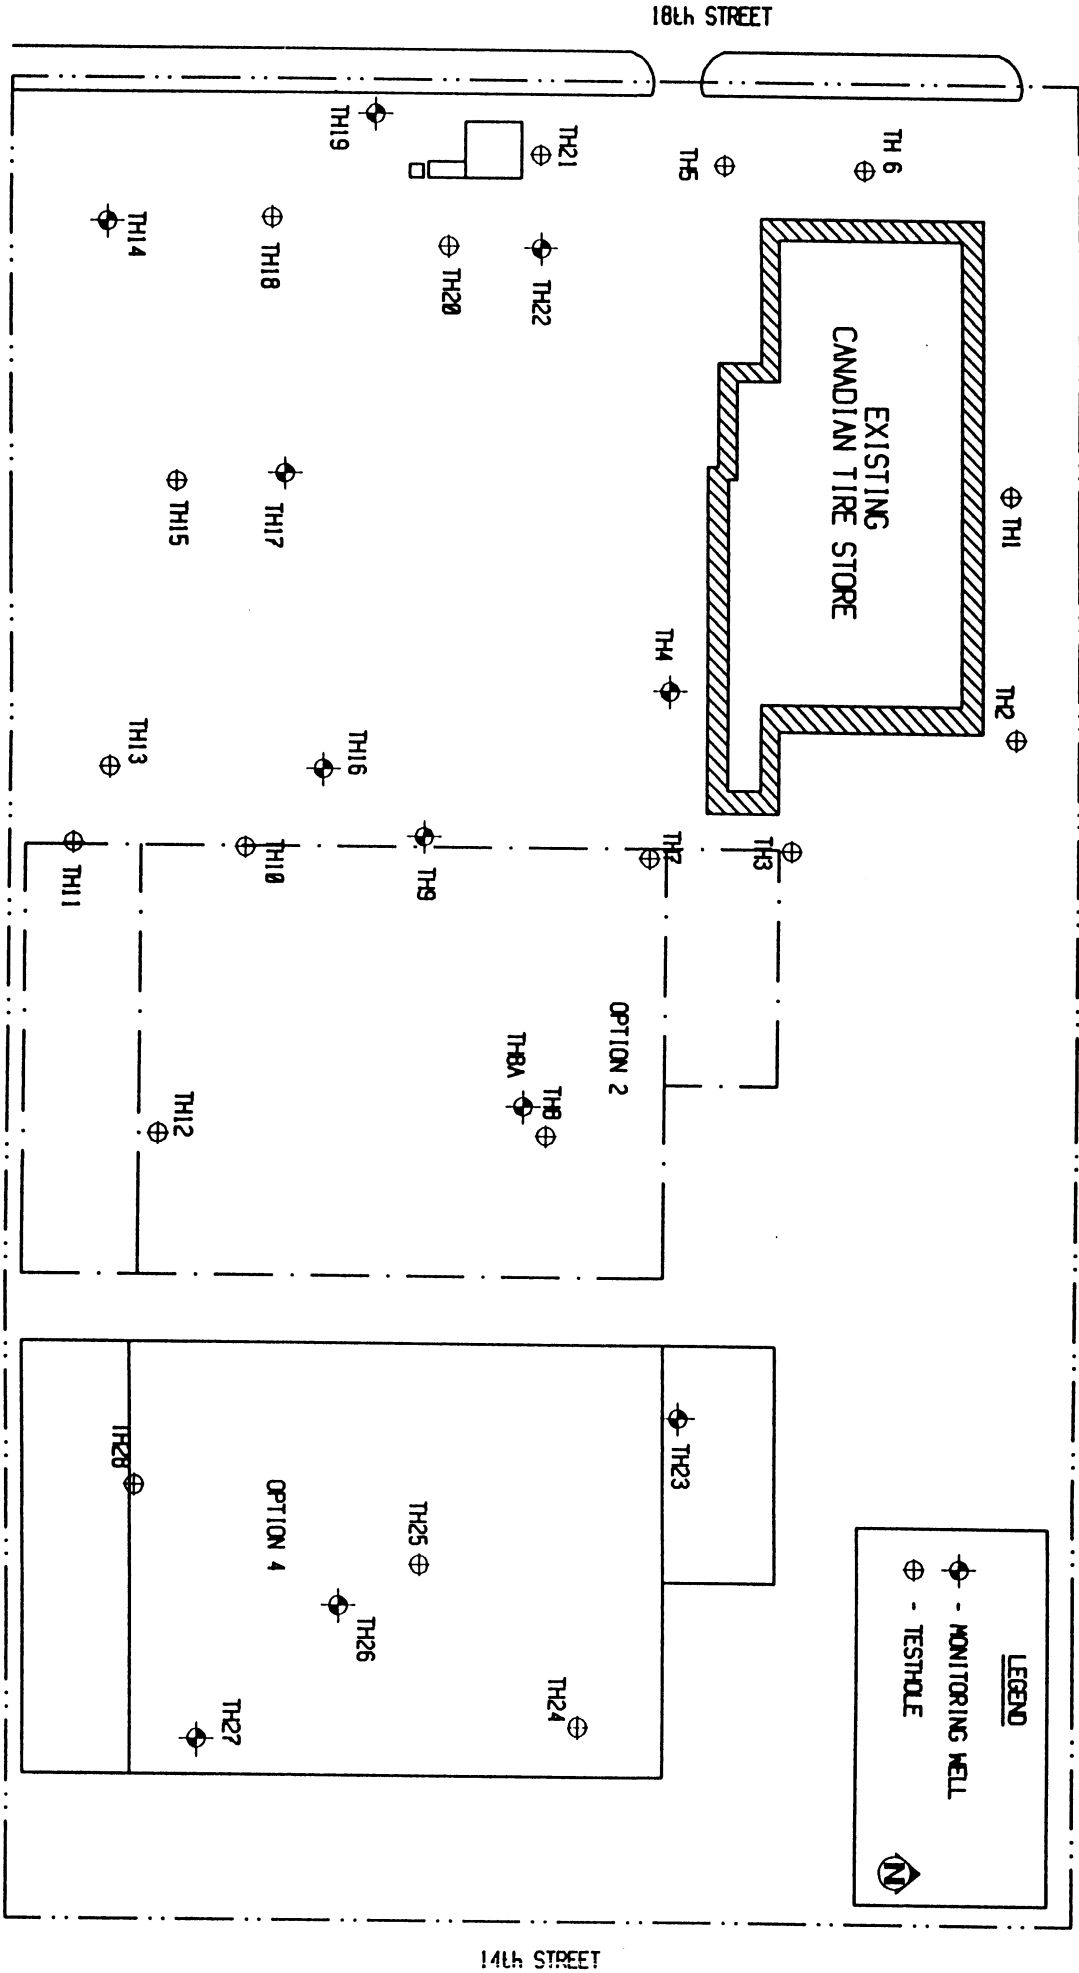 18th STREET
TH19
TH21
TH5
TH 6
TH14
TH18
TH20
TH22
EXISTING
CANADIAN TIRE STORE
TH1
TH15
TH17
TH4
TH2
TH13
TH16
TH11
TH10
TH9
TH7
TH3
OPTION 2
TH8A
TH8
TH12
TH23
TH28
OPTION 4
TH25
TH26
TH24
TH27
LEGEND
- MONITORING WELL
- TESTHOLE
N
14th STREET